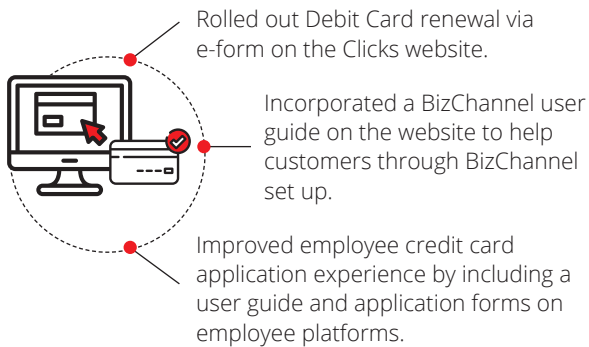 Rolled out Debit Card renewal via
e-form on the Clicks website.
Incorporated a BizChannel user
guide on the website to help
customers through BizChannel
set up.
Improved employee credit card
application experience by including a
user guide and application forms on
employee platforms.